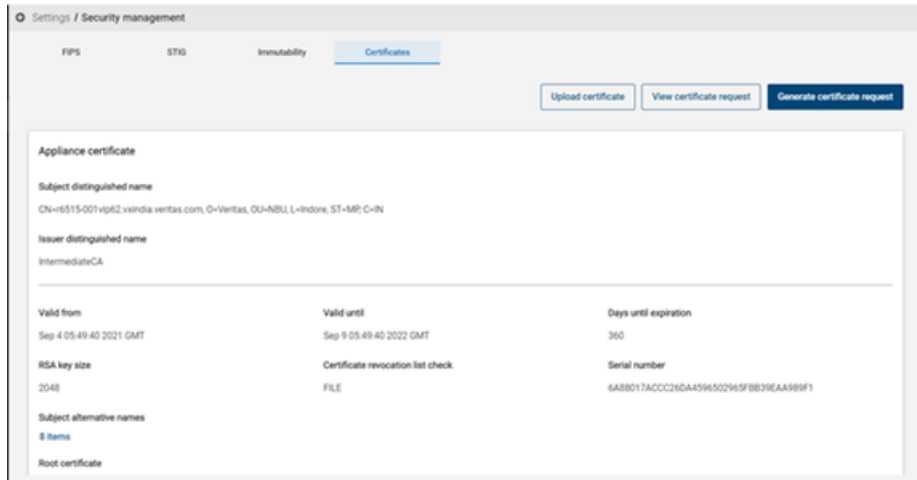 Settings / Security management
FIPS STIG Immutability Certificates
Upload certificate View certificate request Generate certificate request
Appliance certificate
Subject distinguished name
CN=r6515-001vip62.vxindia.veritas.com, O=Veritas, OU=NBU, L=Indore, ST=MP, C=IN
Issuer distinguished name
IntermediateCA
Valid from Valid until Days until expiration
Sep 4 05:49:40 2021 GMT Sep 9 05:49:40 2022 GMT 360
RSA key size Certificate revocation list check Serial number
2048 FILE 6A88017ACCC26DA4596502965FBB39EAA989F1
Subject alternative names
8 items
Root certificate